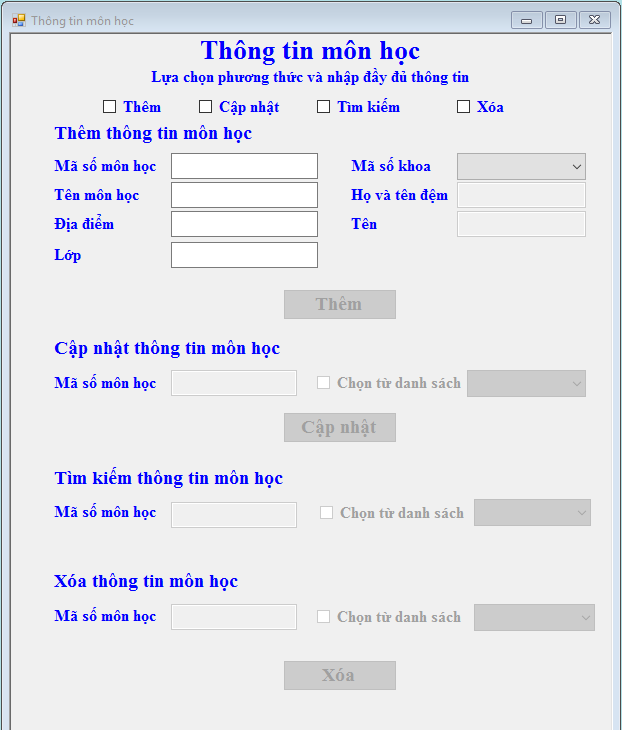 Thông tin môn học
Thông tin môn học
Lựa chọn phương thức và nhập đầy đủ thông tin
Thêm Cập nhật Tìm kiếm Xóa
Thêm thông tin môn học
Mã số môn học Mã số khoa
Tên môn học Họ và tên đệm
Địa điểm Tên
Lớp
Thêm
Cập nhật thông tin môn học
Mã số môn học Chọn từ danh sách
Cập nhật
Tìm kiếm thông tin môn học
Mã số môn học Chọn từ danh sách
Xóa thông tin môn học
Mã số môn học Chọn từ danh sách
Xóa